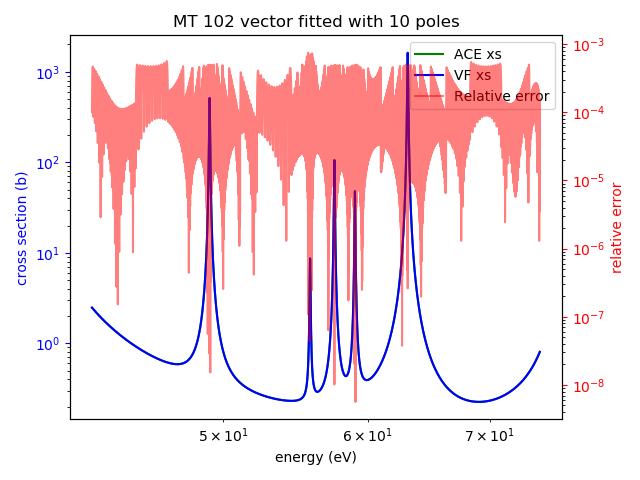 MT 102 vector fitted with 10 poles
ACE xs
VF xs
Relative error
10³
10²
10¹
10⁰
cross section (b)
10⁻³
10⁻⁴
10⁻⁵
10⁻⁶
10⁻⁷
10⁻⁸
relative error
5 × 10¹
6 × 10¹
7 × 10¹
energy (eV)